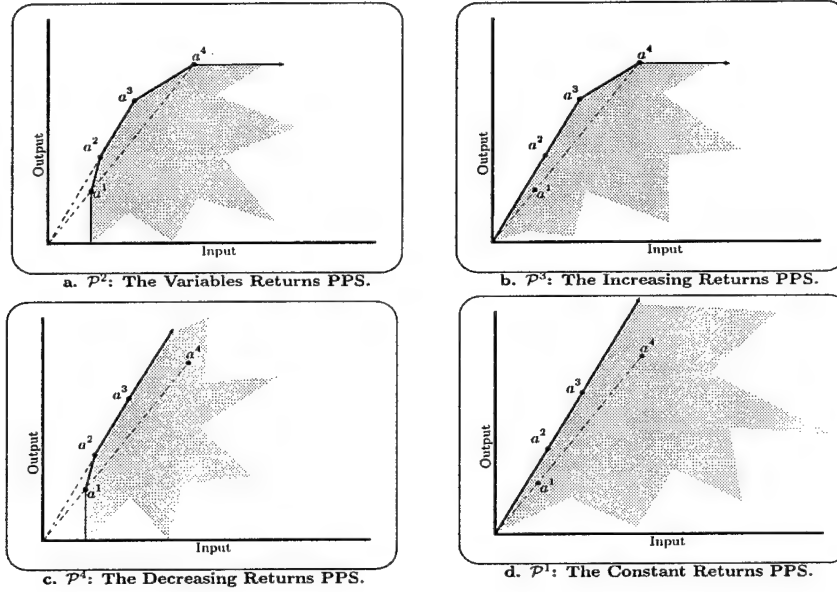 a⁴
a³
a²
a¹
Output
Input
a. 𝒫²: The Variables Returns PPS.
a⁴
a³
a²
a¹
Output
Input
b. 𝒫³: The Increasing Returns PPS.
a⁴
a³
a²
a¹
Output
Input
c. 𝒫⁴: The Decreasing Returns PPS.
a⁴
a³
a²
a¹
Output
Input
d. 𝒫¹: The Constant Returns PPS.